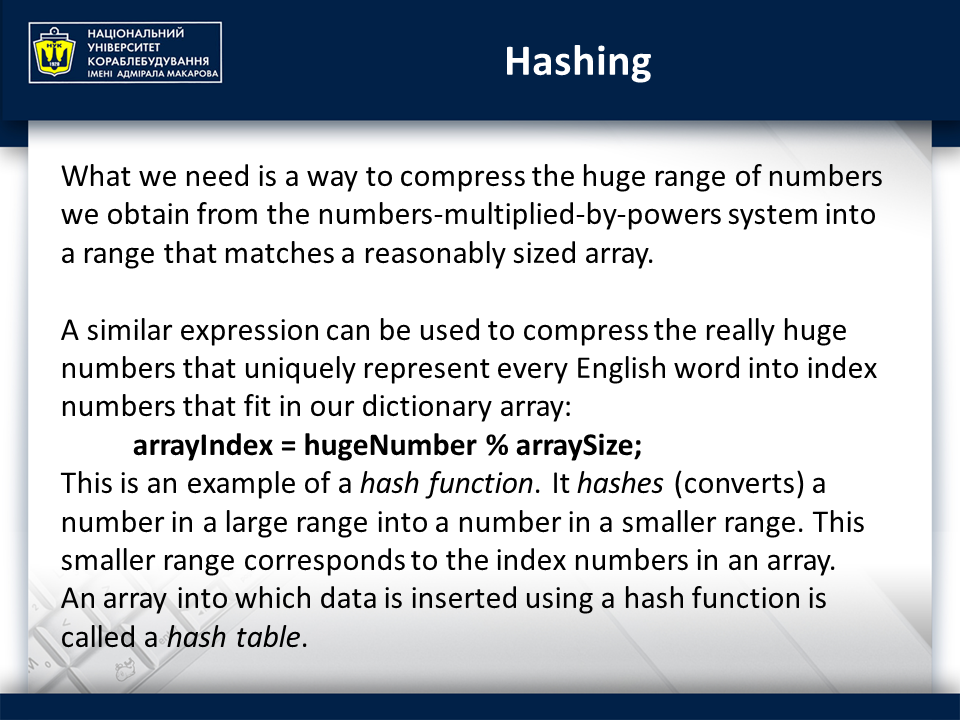 НАЦІОНАЛЬНИЙ
УНІВЕРСИТЕТ
КОРАБЛЕБУДУВАННЯ
ІМЕНІ АДМІРАЛА МАКАРОВА
НУК
1920
Hashing
What we need is a way to compress the huge range of numbers
we obtain from the numbers-multiplied-by-powers system into
a range that matches a reasonably sized array.
A similar expression can be used to compress the really huge
numbers that uniquely represent every English word into index
numbers that fit in our dictionary array:
arrayIndex = hugeNumber % arraySize;
This is an example of a hash function. It hashes (converts) a
number in a large range into a number in a smaller range. This
smaller range corresponds to the index numbers in an array.
An array into which data is inserted using a hash function is
called a hash table.